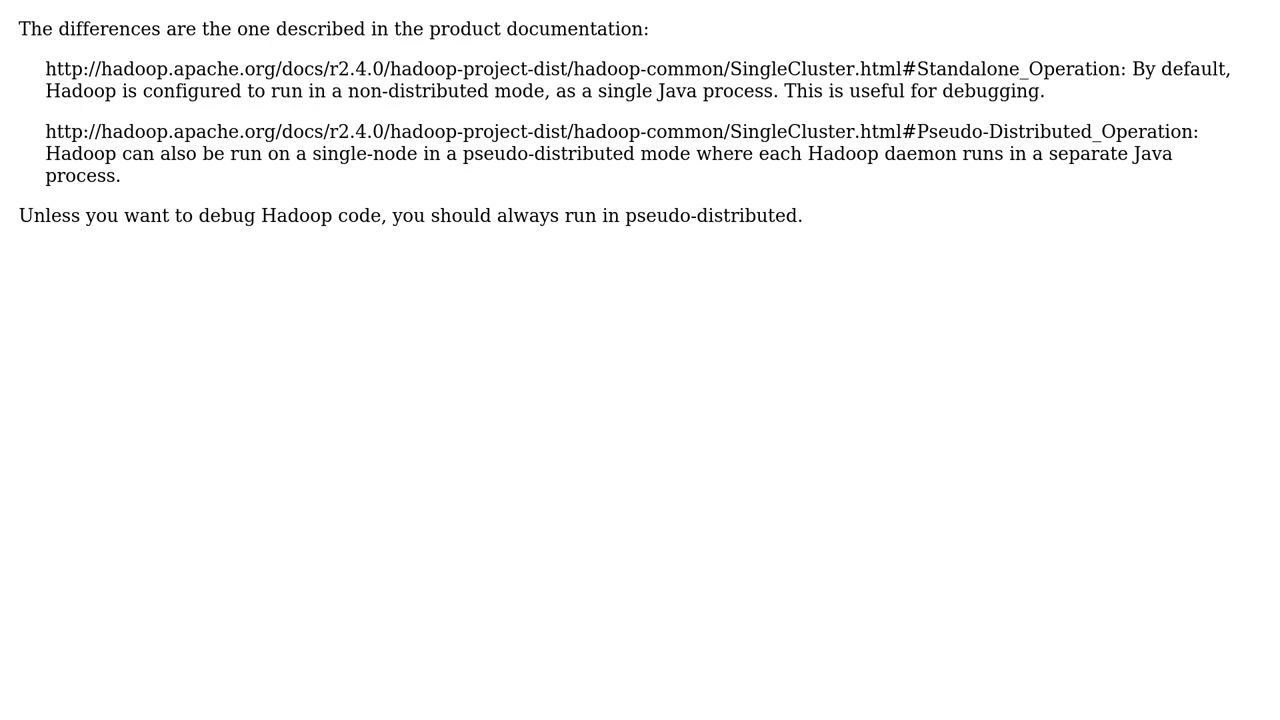 The differences are the one described in the product documentation:
http://hadoop.apache.org/docs/r2.4.0/hadoop-project-dist/hadoop-common/SingleCluster.html#Standalone_Operation: By default,
Hadoop is configured to run in a non-distributed mode, as a single Java process. This is useful for debugging.
http://hadoop.apache.org/docs/r2.4.0/hadoop-project-dist/hadoop-common/SingleCluster.html#Pseudo-Distributed_Operation:
Hadoop can also be run on a single-node in a pseudo-distributed mode where each Hadoop daemon runs in a separate Java
process.
Unless you want to debug Hadoop code, you should always run in pseudo-distributed.